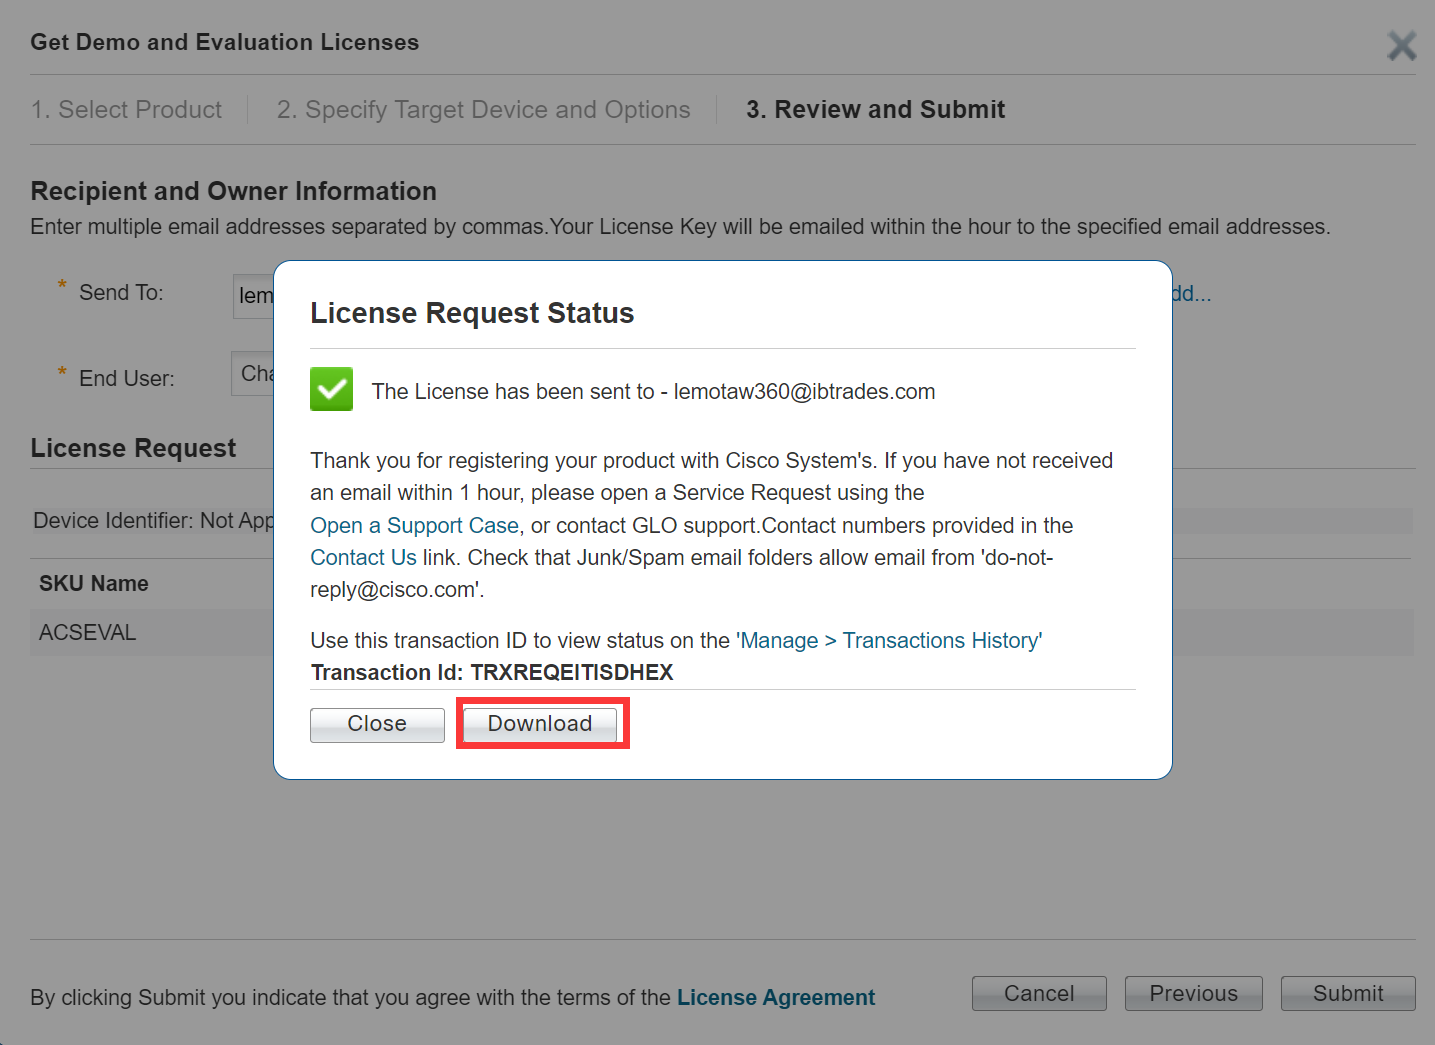 Get Demo and Evaluation Licenses
1. Select Product
2. Specify Target Device and Options
3. Review and Submit
Recipient and Owner Information
Enter multiple email addresses separated by commas.Your License Key will be emailed within the hour to the specified email addresses.
* Send To:
lem
dd...
* End User:
Cha
License Request
Device Identifier: Not App
SKU Name
ACSEVAL
License Request Status
The License has been sent to - lemotaw360@ibtrades.com
Thank you for registering your product with Cisco System's. If you have not received
an email within 1 hour, please open a Service Request using the
Open a Support Case, or contact GLO support.Contact numbers provided in the
Contact Us link. Check that Junk/Spam email folders allow email from 'do-not-
reply@cisco.com'.
Use this transaction ID to view status on the 'Manage > Transactions History'
Transaction Id: TRXREQEITISDHEX
Close
Download
By clicking Submit you indicate that you agree with the terms of the License Agreement
Cancel
Previous
Submit